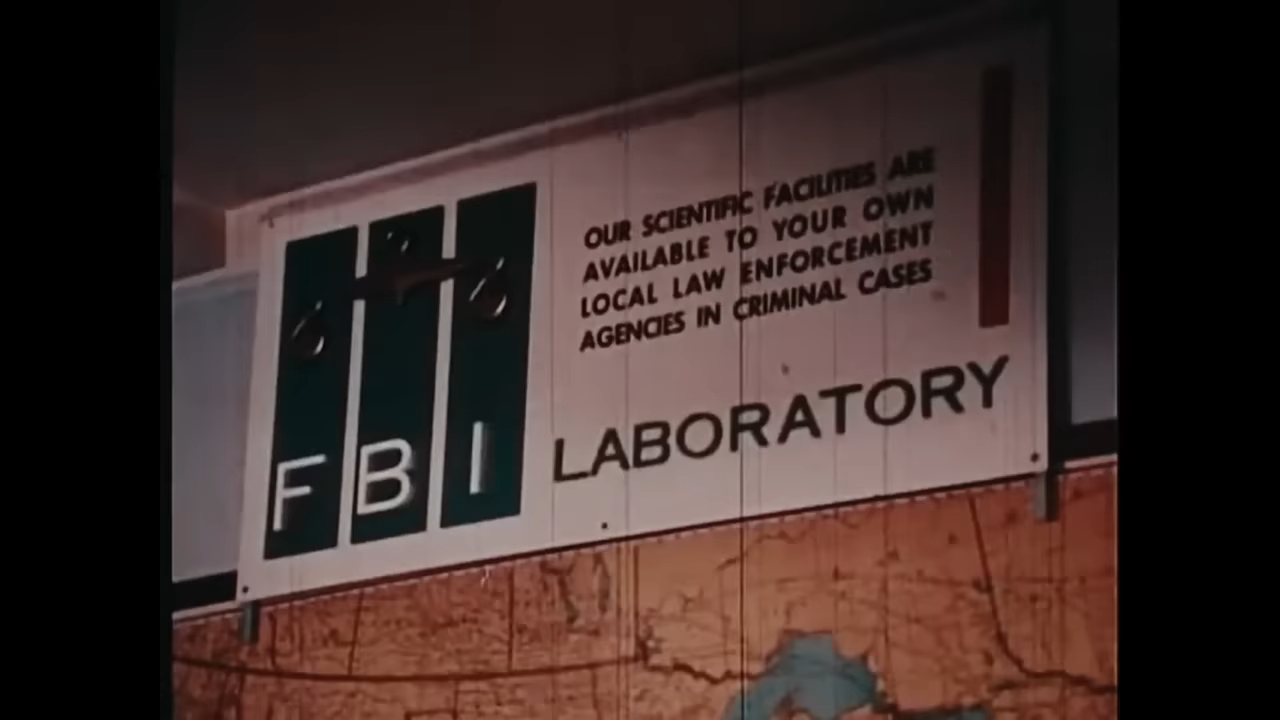 OUR SCIENTIFIC FACILITIES ARE
AVAILABLE TO YOUR OWN
LOCAL LAW ENFORCEMENT
AGENCIES IN CRIMINAL CASES
FBI LABORATORY